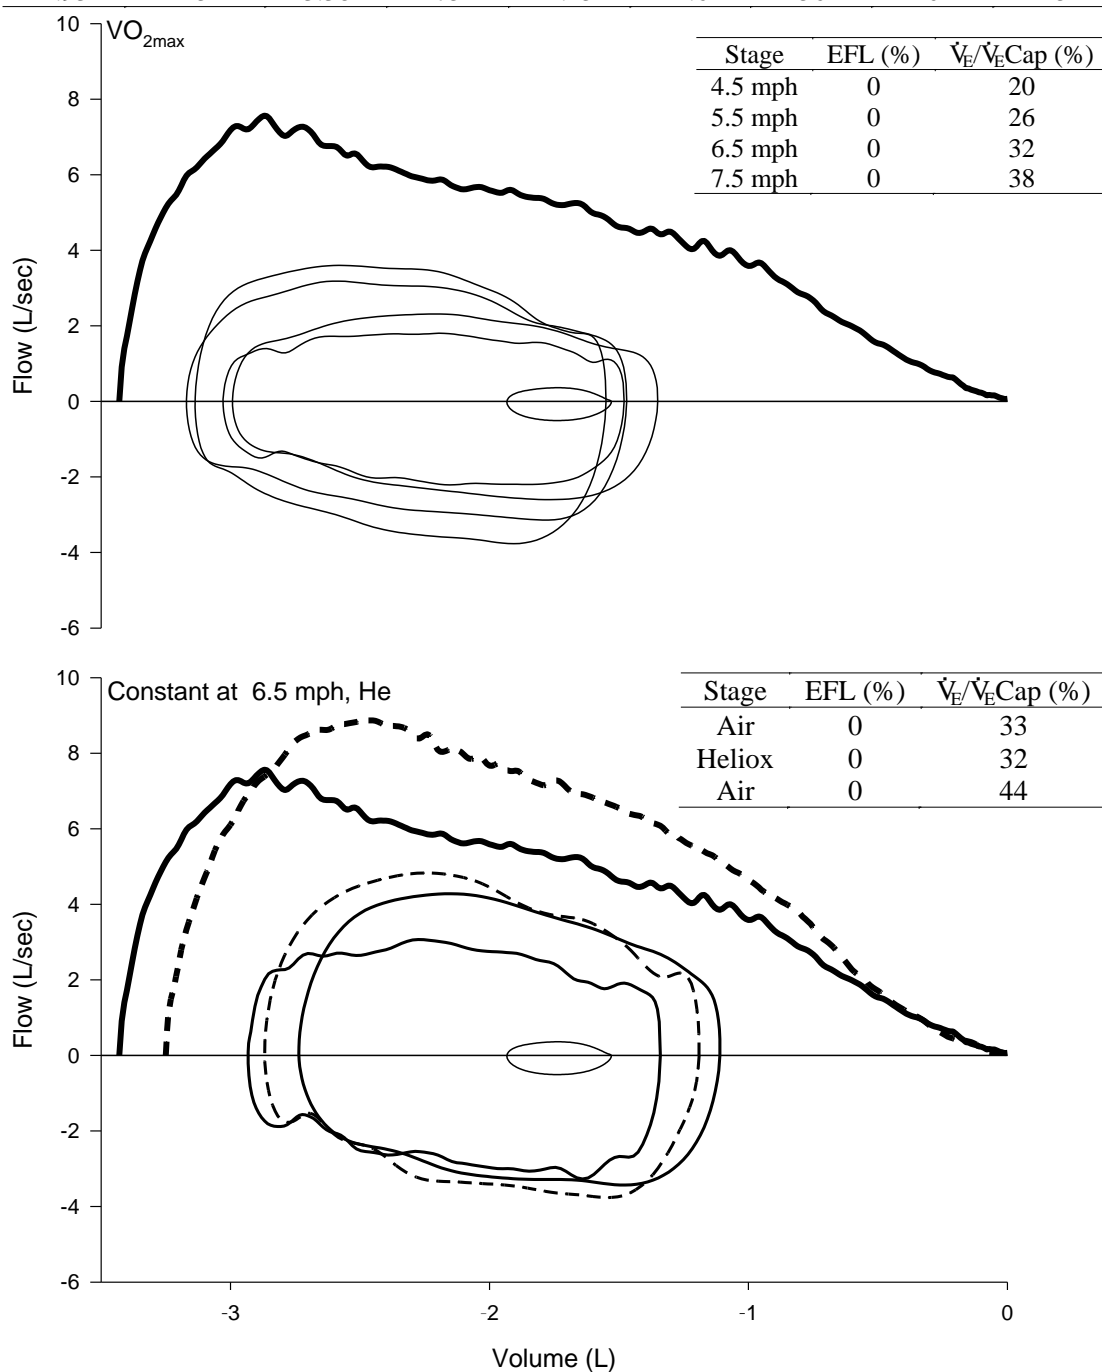 10
VO2max
Stage EFL (%) V̇E/V̇ECap (%)
4.5 mph 0 20
5.5 mph 0 26
6.5 mph 0 32
7.5 mph 0 38
8
6
4
2
0
-2
-4
-6
Flow (L/sec)
10
Constant at 6.5 mph, He
Stage EFL (%) V̇E/V̇ECap (%)
Air 0 33
Heliox 0 32
Air 0 44
8
6
4
2
0
-2
-4
-6
Flow (L/sec)
-3 -2 -1 0
Volume (L)